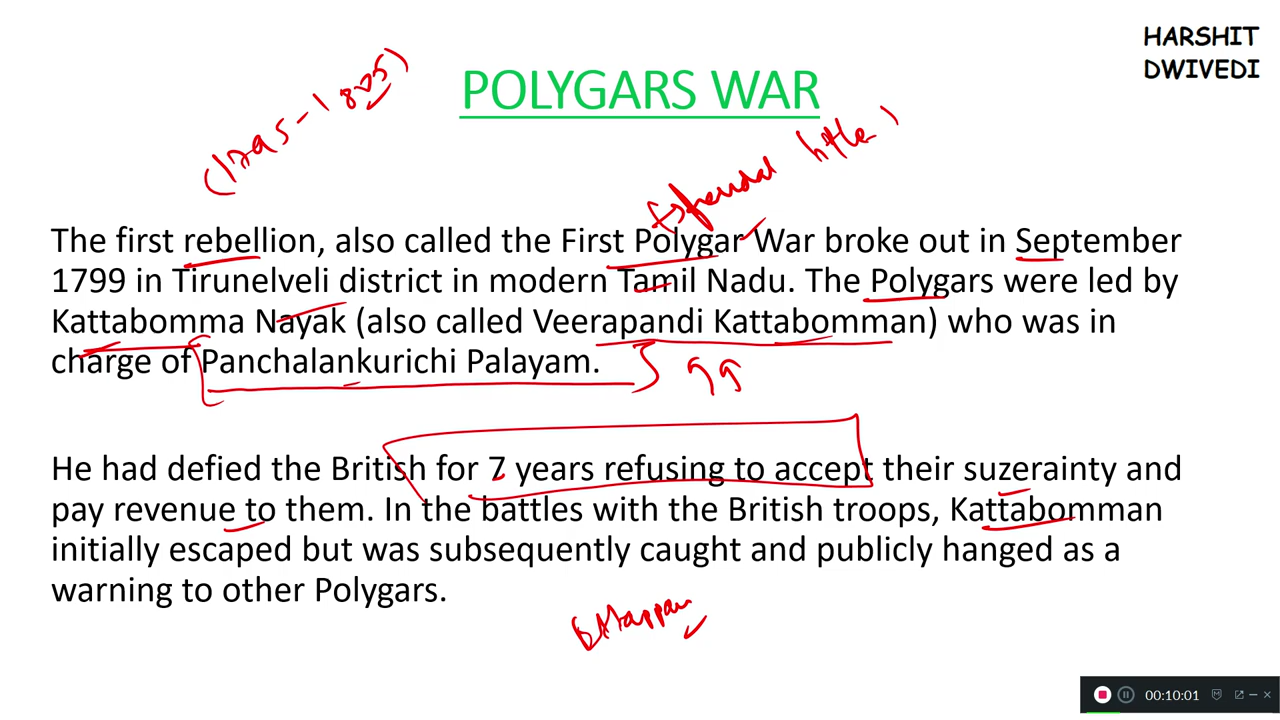 HARSHIT
DWIVEDI
POLYGARS WAR
(1795-1805)
feudal title)
The first rebellion, also called the First Polygar War broke out in September
1799 in Tirunelveli district in modern Tamil Nadu. The Polygars were led by
Kattabomma Nayak (also called Veerapandi Kattabomman) who was in
charge of Panchalankurichi Palayam.
99
He had defied the British for 7 years refusing to accept their suzerainty and
pay revenue to them. In the battles with the British troops, Kattabomman
initially escaped but was subsequently caught and publicly hanged as a
warning to other Polygars.
Ettappan
00:10:01